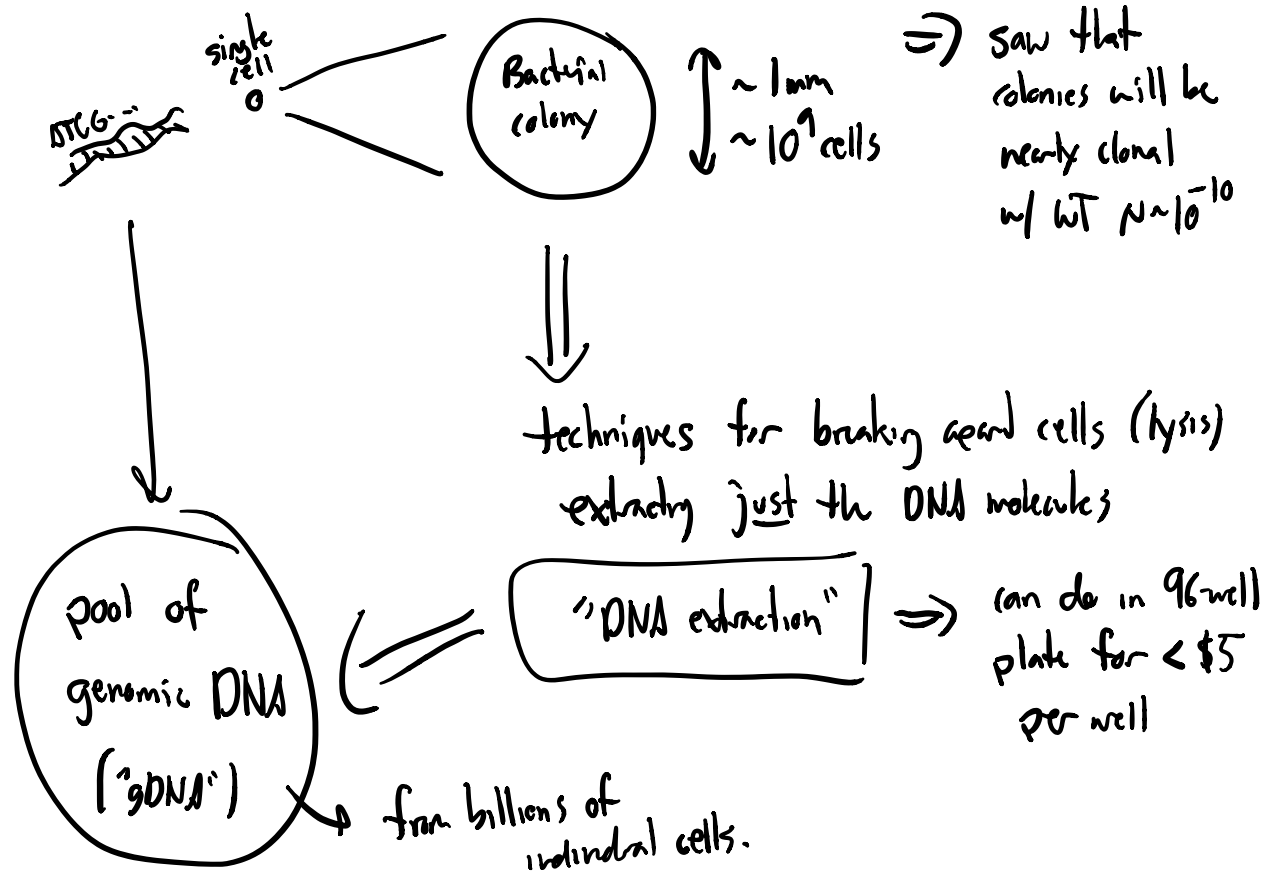 single
cell
ATCG--
Bacterial
colony
~ 1mm
~ 10^9 cells
=> saw that
colonies will be
nearly clonal
w/ WT μ~10^-10
techniques for breaking apart cells (lysis)
extracting just the DNA molecules
"DNA extraction"
=> can do in 96-well
plate for < $5
per well
pool of
genomic DNA
("gDNA")
from billions of
individual cells.